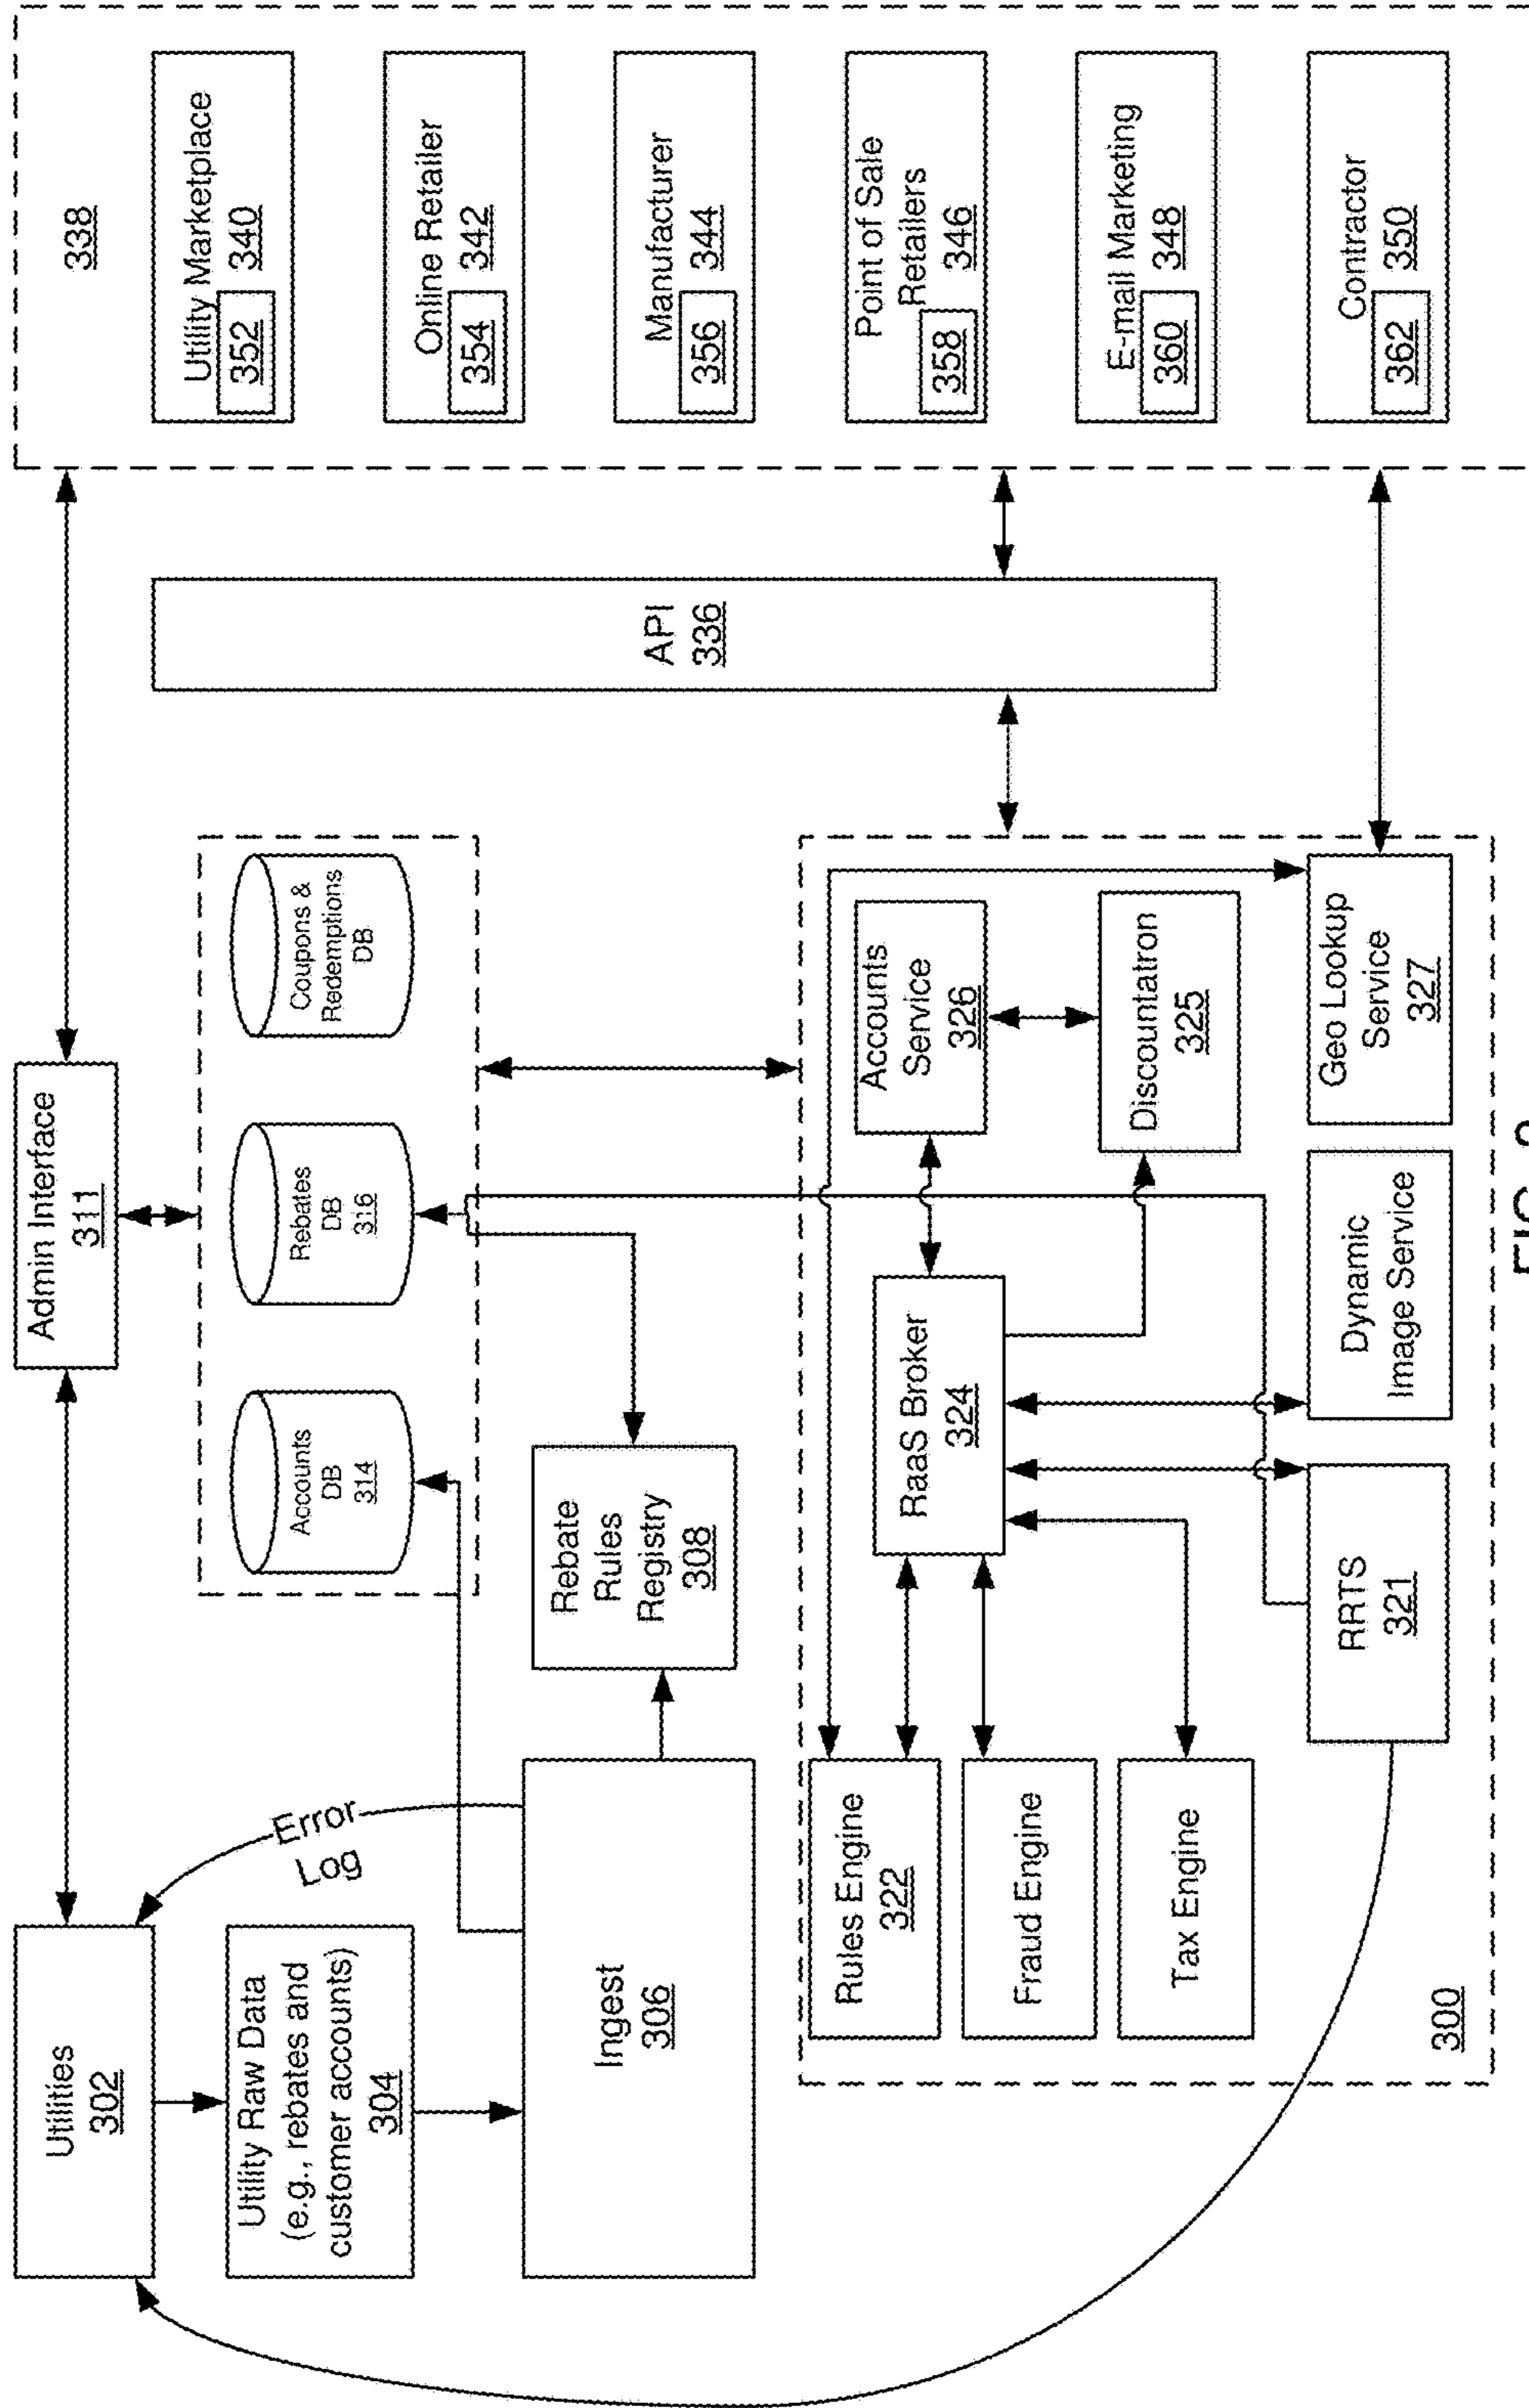 Utilities
302
Utility Raw Data
(e.g., rebates and
customer accounts)
304
Ingest
306
Error
Log
Admin Interface
311
Accounts
DB
314
Rebates
DB
316
Coupons &
Redemptions
DB
Rebate
Rules
Registry
308
Rules Engine
322
Fraud Engine
Tax Engine
300
RaaS Broker
324
Accounts
Service
326
Discountatron
325
RRTS
321
Dynamic
Image Service
Geo Lookup
Service
327
API
336
338
Utility Marketplace
352 340
Online Retailer
354 342
Manufacturer
356 344
Point of Sale
Retailers
358 346
E-mail Marketing
360 348
Contractor
362 350
FIG.